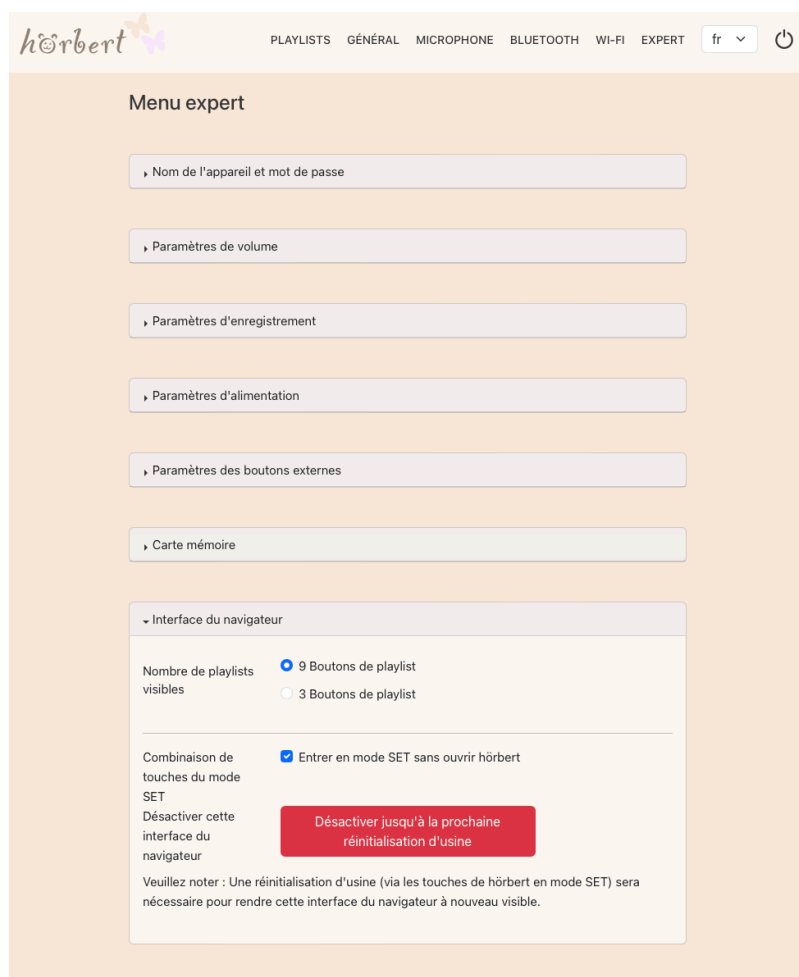 hörbert
PLAYLISTS GÉNÉRAL MICROPHONE BLUETOOTH WI-FI EXPERT fr
Menu expert
Nom de l'appareil et mot de passe
Paramètres de volume
Paramètres d'enregistrement
Paramètres d'alimentation
Paramètres des boutons externes
Carte mémoire
Interface du navigateur
Nombre de playlists
visibles
9 Boutons de playlist
3 Boutons de playlist
Combinaison de
touches du mode
SET
Entrer en mode SET sans ouvrir hörbert
Désactiver cette
interface du
navigateur
Désactiver jusqu'à la prochaine
réinitialisation d'usine
Veuillez noter : Une réinitialisation d'usine (via les touches de hörbert en mode SET) sera
nécessaire pour rendre cette interface du navigateur à nouveau visible.